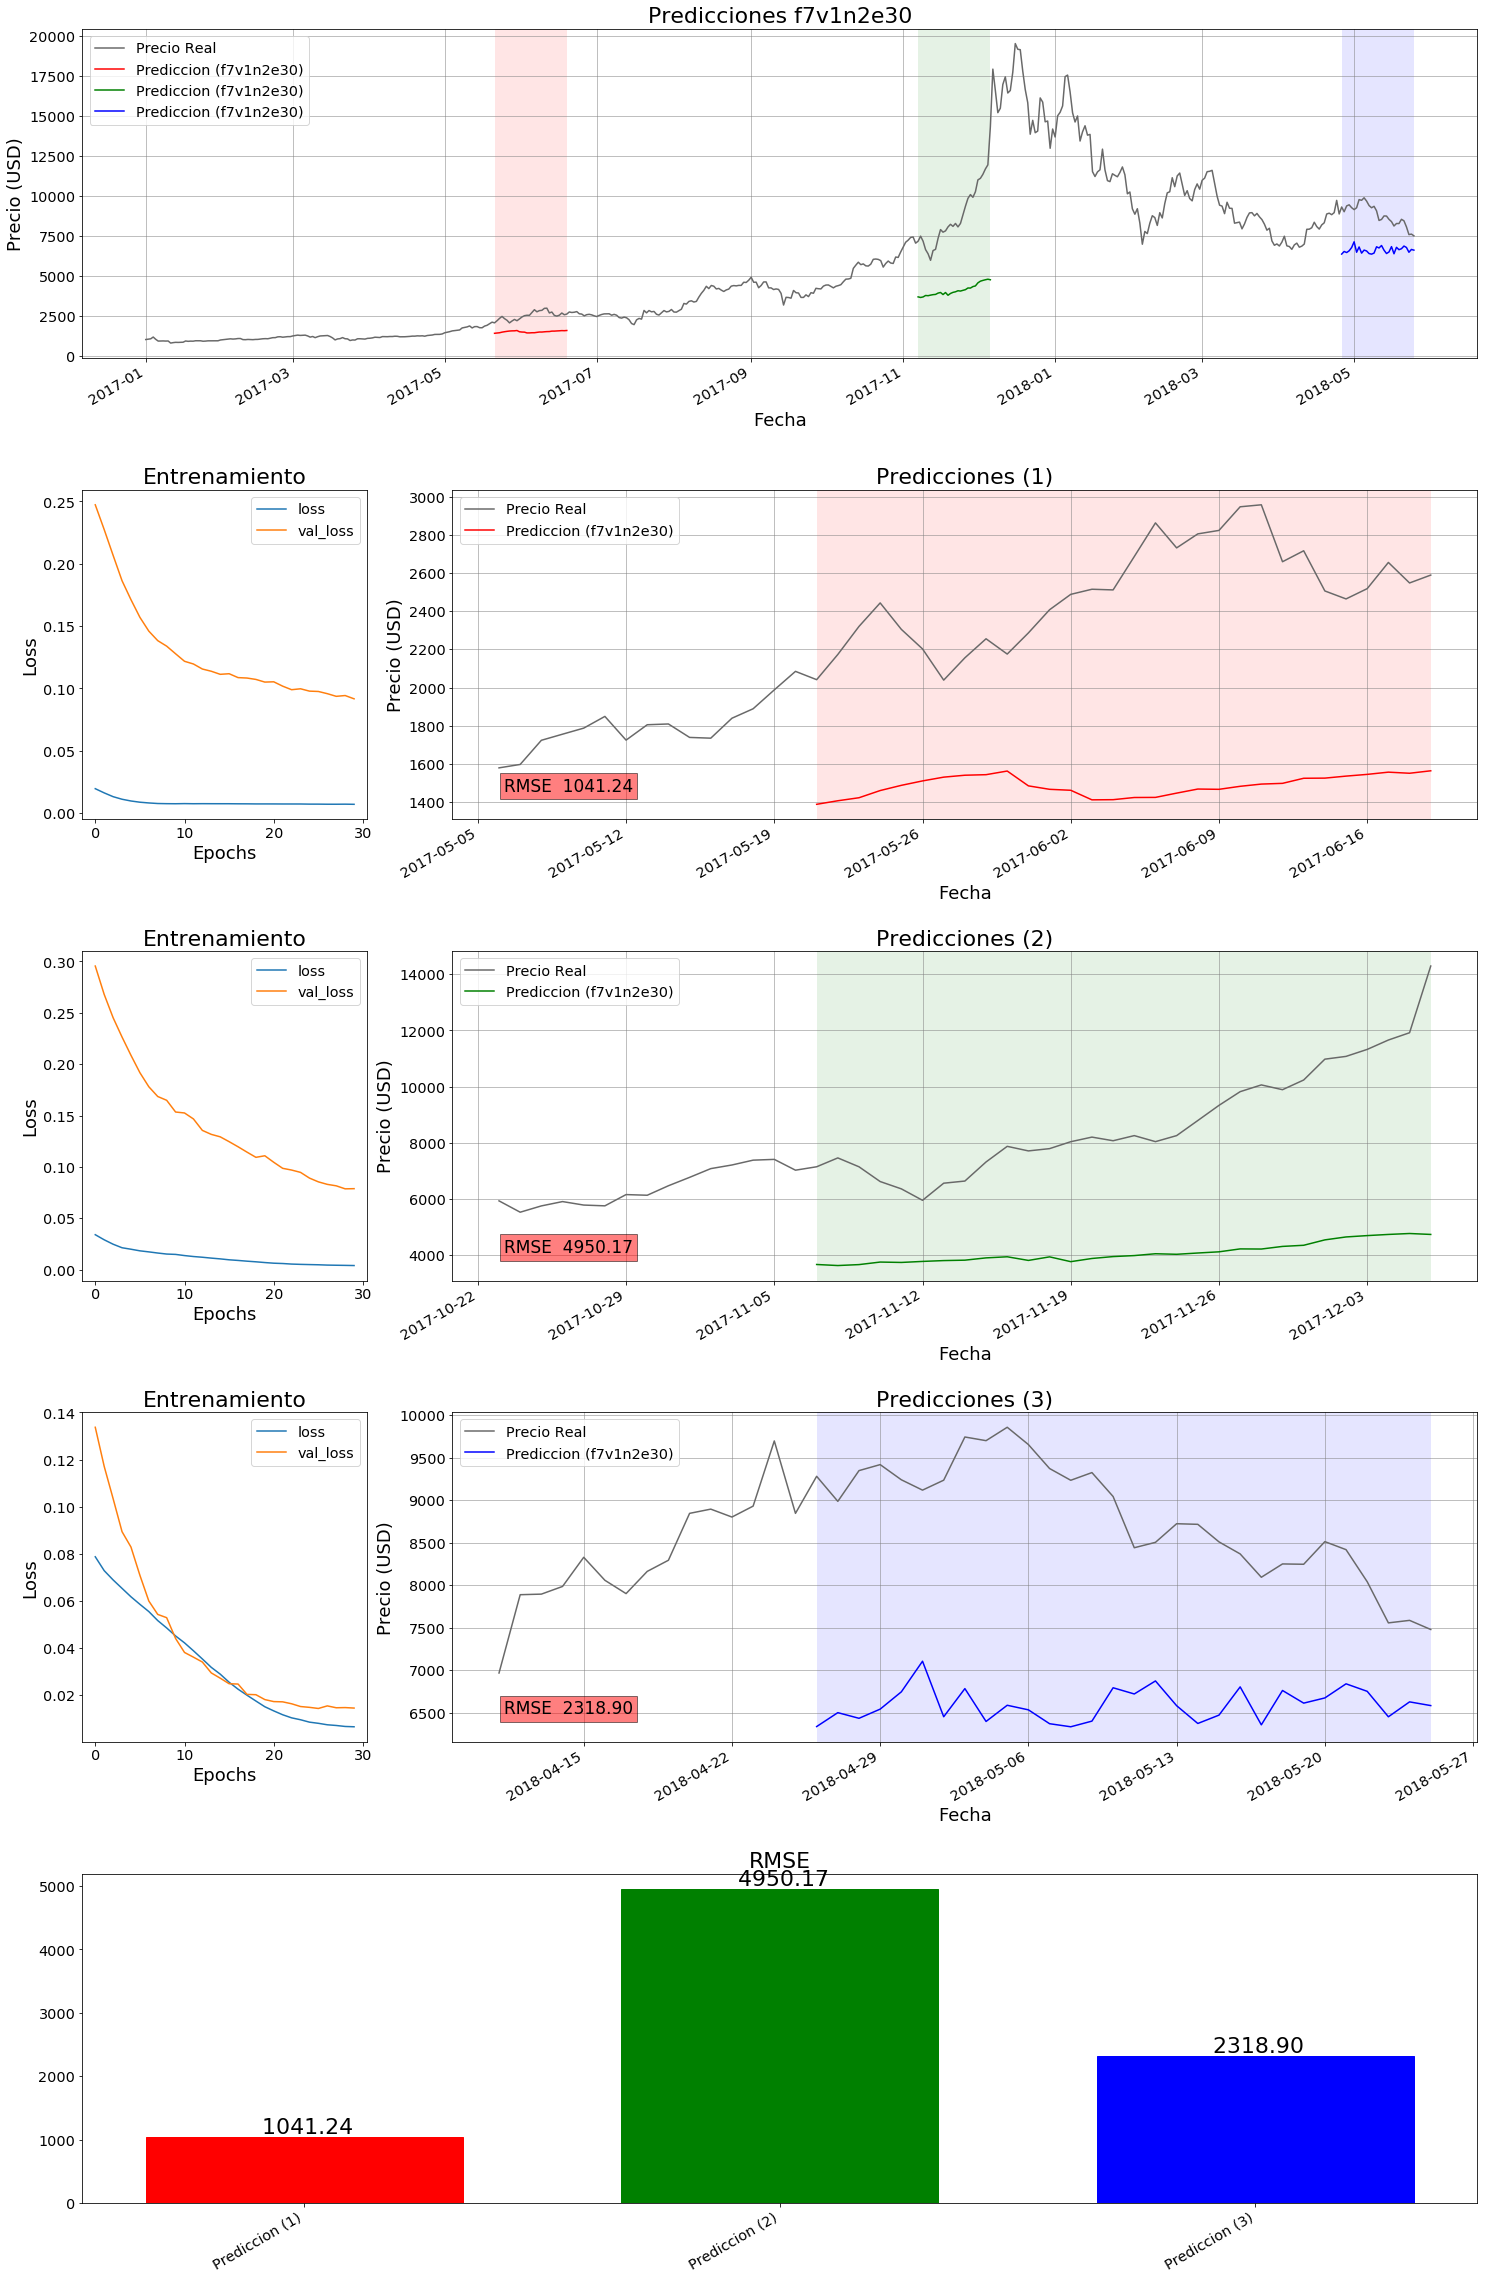 Predicciones f7v1n2e30
Precio Real
Prediccion (f7v1n2e30)
Prediccion (f7v1n2e30)
Prediccion (f7v1n2e30)
Precio (USD)
20000
17500
15000
12500
10000
7500
5000
2500
0
2017-01
2017-03
2017-05
2017-07
2017-09
2017-11
2018-01
2018-03
2018-05
Fecha
Entrenamiento
loss
val_loss
Loss
0.25
0.20
0.15
0.10
0.05
0.00
0
10
20
30
Epochs
Predicciones (1)
Precio Real
Prediccion (f7v1n2e30)
Precio (USD)
3000
2800
2600
2400
2200
2000
1800
1600
1400
RMSE 1041.24
2017-05-05
2017-05-12
2017-05-19
2017-05-26
2017-06-02
2017-06-09
2017-06-16
Fecha
Entrenamiento
loss
val_loss
Loss
0.30
0.25
0.20
0.15
0.10
0.05
0.00
0
10
20
30
Epochs
Predicciones (2)
Precio Real
Prediccion (f7v1n2e30)
Precio (USD)
14000
12000
10000
8000
6000
4000
RMSE 4950.17
2017-10-22
2017-10-29
2017-11-05
2017-11-12
2017-11-19
2017-11-26
2017-12-03
Fecha
Entrenamiento
loss
val_loss
Loss
0.14
0.12
0.10
0.08
0.06
0.04
0.02
0
10
20
30
Epochs
Predicciones (3)
Precio Real
Prediccion (f7v1n2e30)
Precio (USD)
10000
9500
9000
8500
8000
7500
7000
6500
RMSE 2318.90
2018-04-15
2018-04-22
2018-04-29
2018-05-06
2018-05-13
2018-05-20
2018-05-27
Fecha
RMSE
5000
4000
3000
2000
1000
0
1041.24
4950.17
2318.90
Prediccion (1)
Prediccion (2)
Prediccion (3)